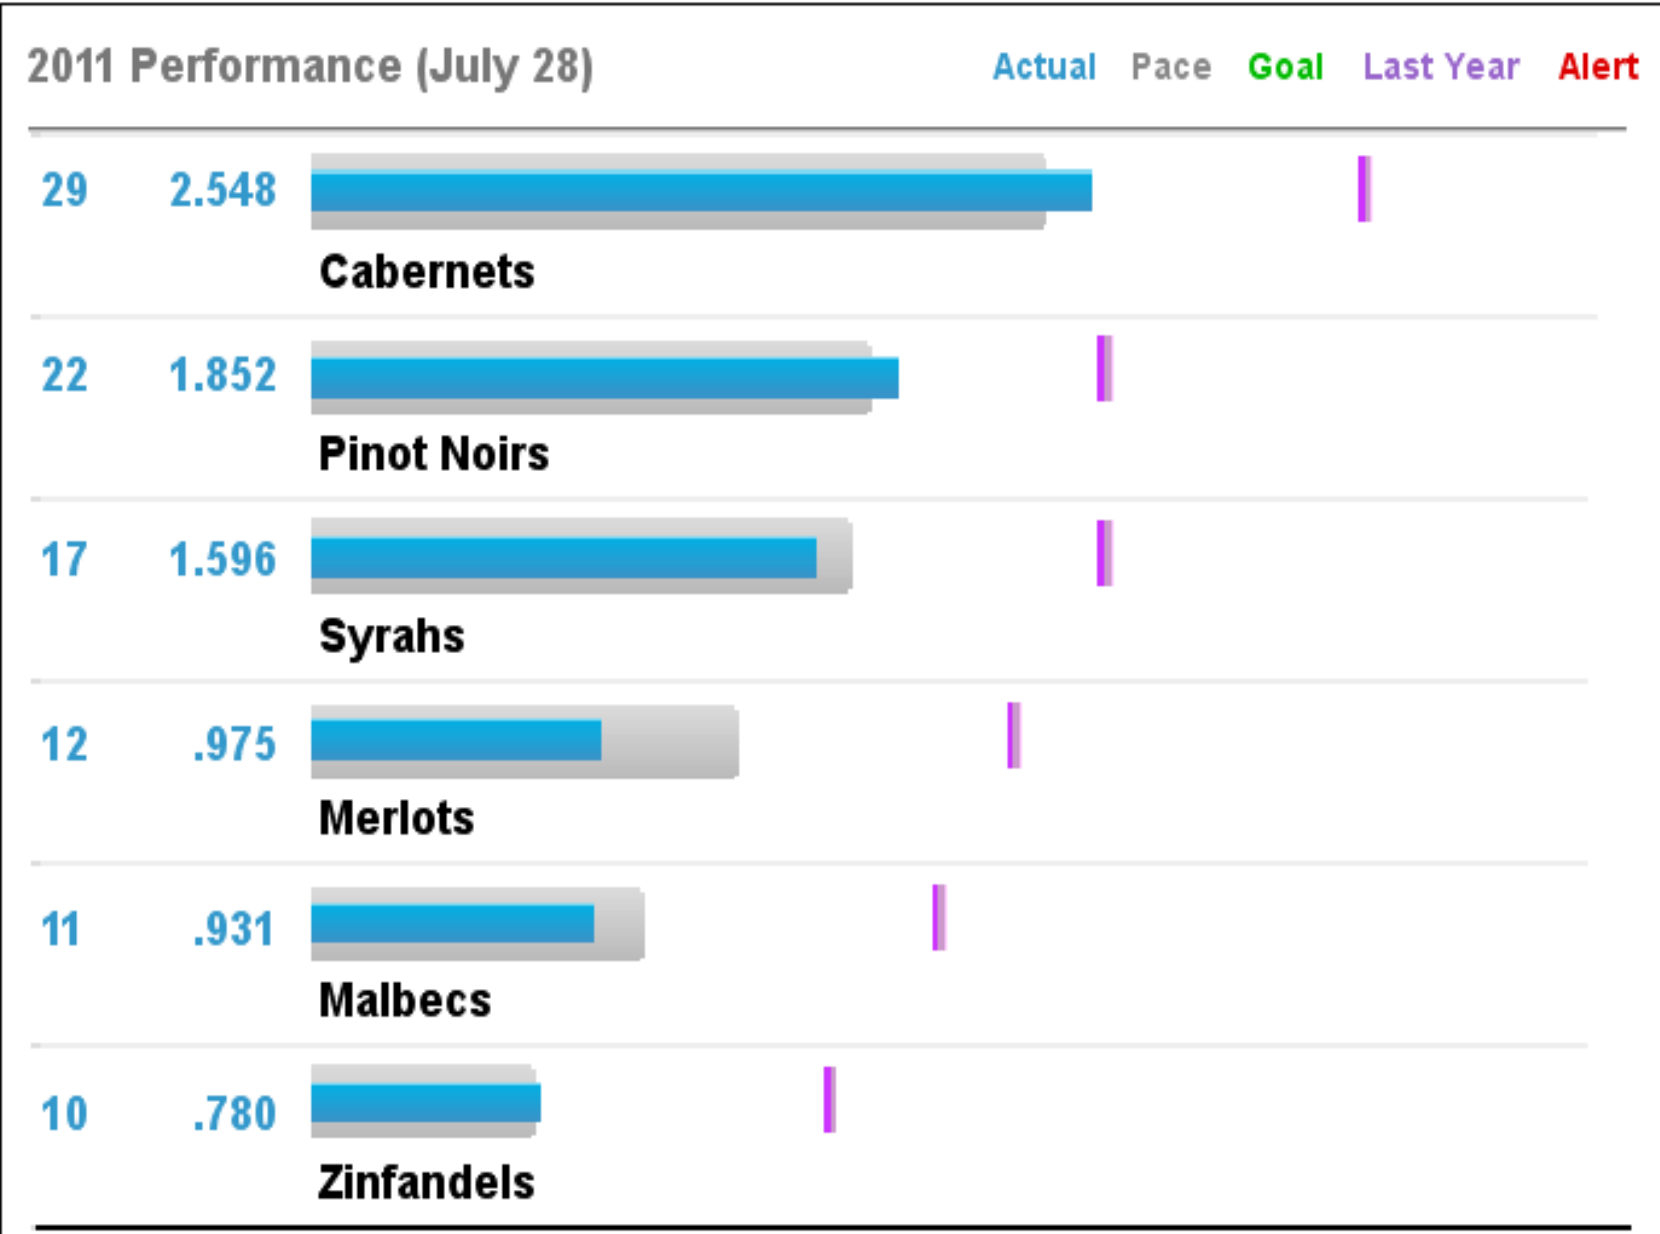 2011 Performance (July 28) Actual Pace Goal Last Year Alert
29 2.548
Cabernets
22 1.852
Pinot Noirs
17 1.596
Syrahs
12 .975
Merlots
11 .931
Malbecs
10 .780
Zinfandels